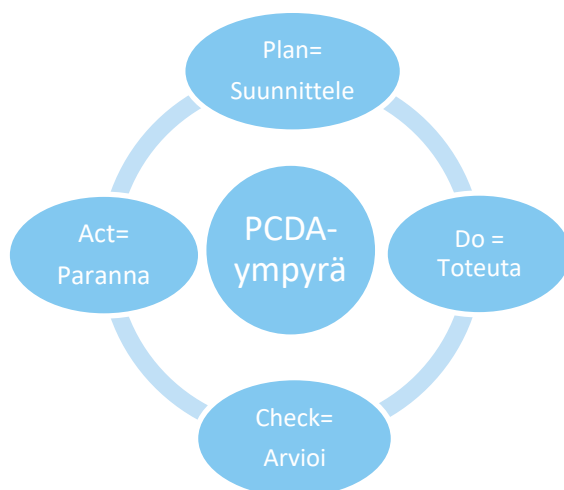 Plan=
Suunnittele
PCDA-
ympyrä
Act=
Paranna
Do =
Toteuta
Check=
Arvioi